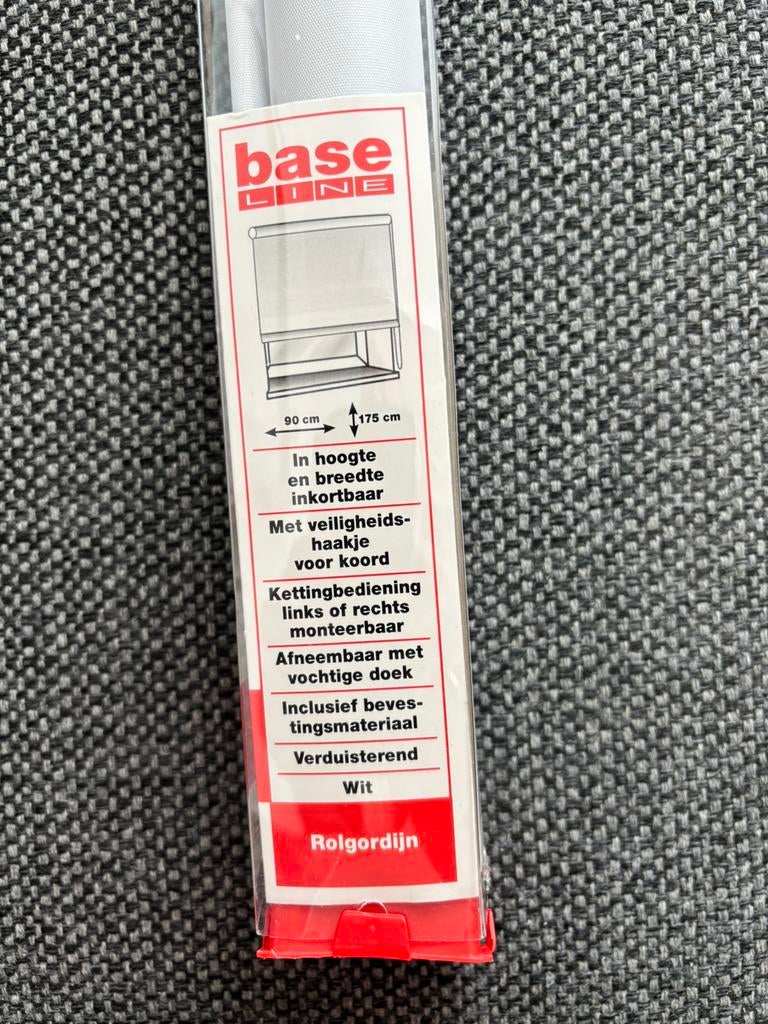 base
LINE
90 cm
175 cm
In hoogte
en breedte
inkortbaar
Met veiligheids-
haakje
voor koord
Kettingbediening
links of rechts
monteerbaar
Afneembaar met
vochtige doek
Inclusief beves-
tingsmateriaal
Verduisterend
Wit
Rolgordijn